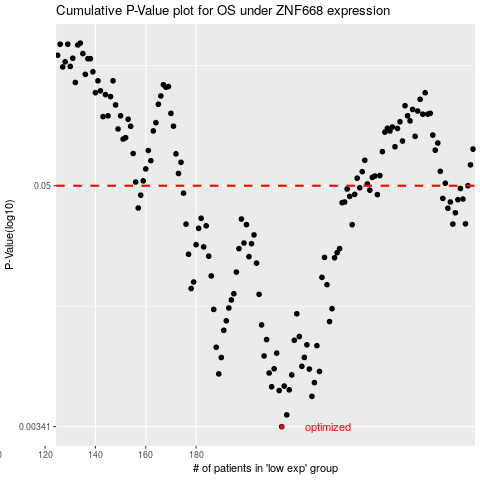 Cumulative P-Value plot for OS under ZNF668 expression
P-Value(log10)
0.05
0.00341
optimized
0
120
140
160
180
# of patients in 'low exp' group